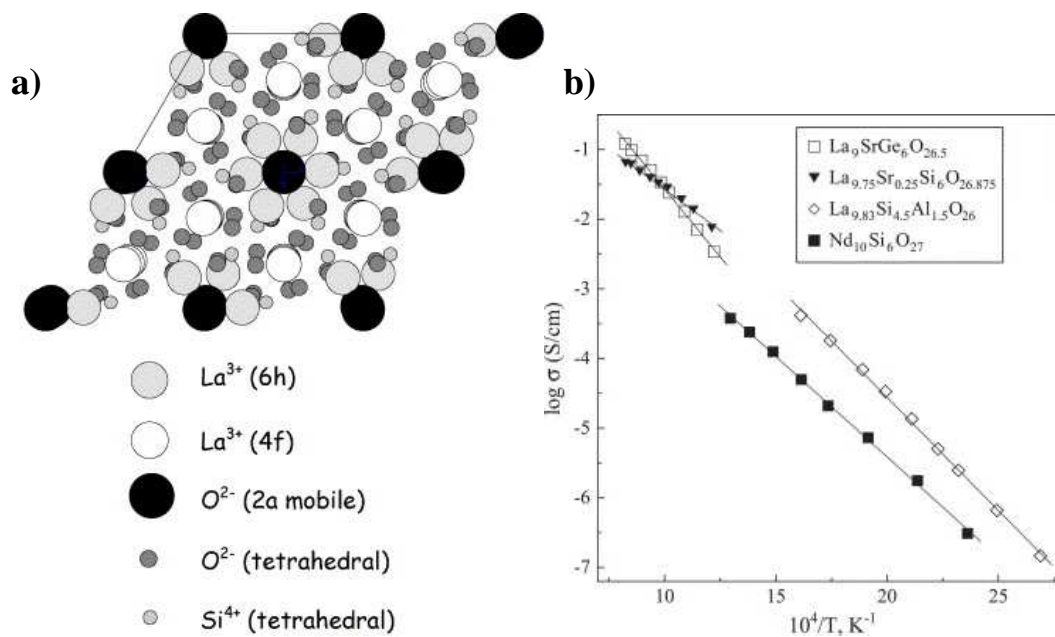 a)
La³⁺ (6h)
La³⁺ (4f)
O²⁻ (2a mobile)
O²⁻ (tetrahedral)
Si⁴⁺ (tetrahedral)
b)
La₉SrGe₆O₂₆.₅
La₉.₇₅Sr₀.₂₅Si₆O₂₆.₈₇₅
La₉.₈₃Si₄.₅Al₁.₅O₂₆
Nd₁₀Si₆O₂₇
log σ (S/cm)
-1
-2
-3
-4
-5
-6
-7
10 15 20 25
10⁴/T, K⁻¹